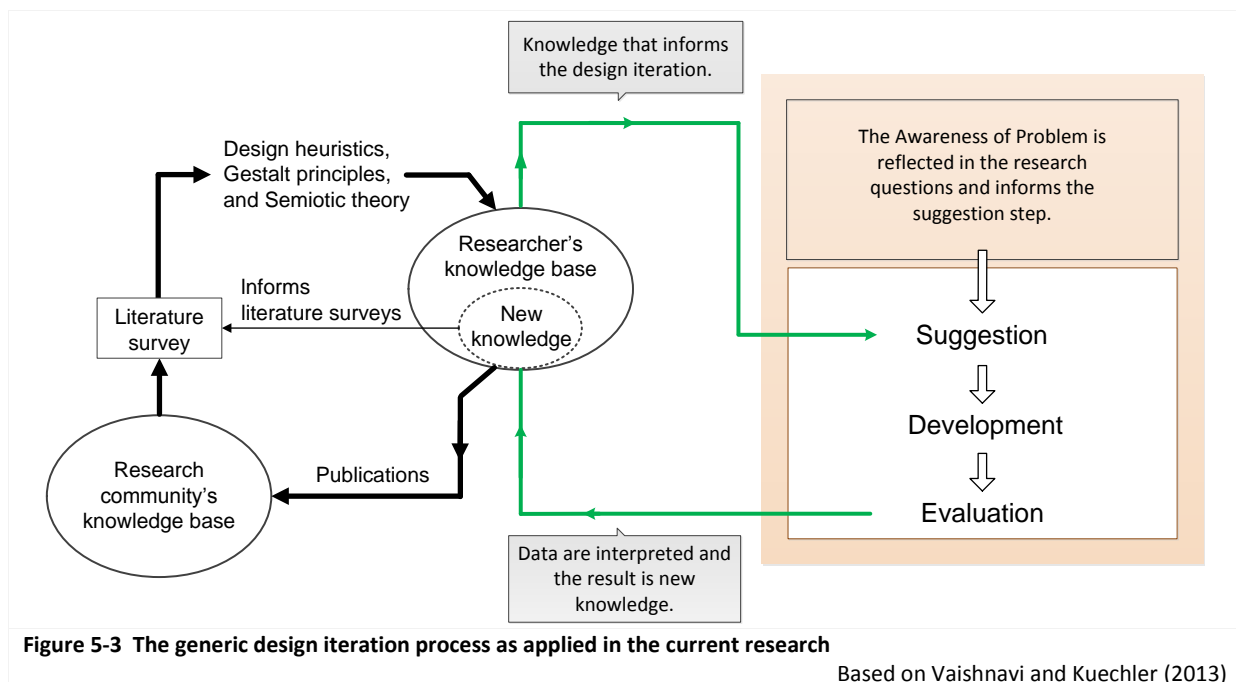 Knowledge that informs
the design iteration.
The Awareness of Problem is
reflected in the research
questions and informs the
suggestion step.
Design heuristics,
Gestalt principles,
and Semiotic theory
Researcher's
knowledge base
Informs
literature surveys
New
knowledge
Literature
survey
Suggestion
Development
Publications
Research
community's
knowledge base
Evaluation
Data are interpreted and
the result is new
knowledge.
Figure 5-3 The generic design iteration process as applied in the current research
Based on Vaishnavi and Kuechler (2013)